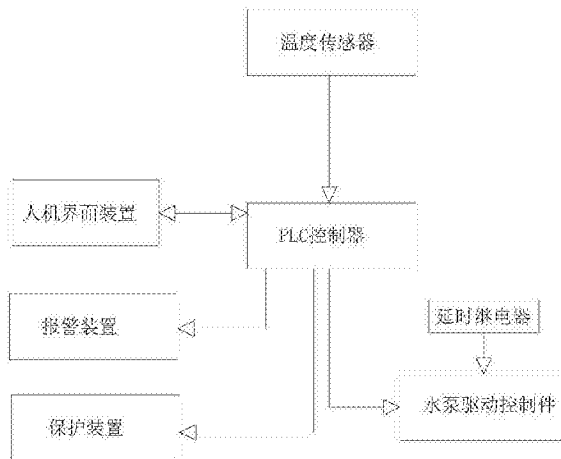 温度传感器
人机界面装置
PLC控制器
报警装置
延时继电器
保护装置
水泵驱动控制件